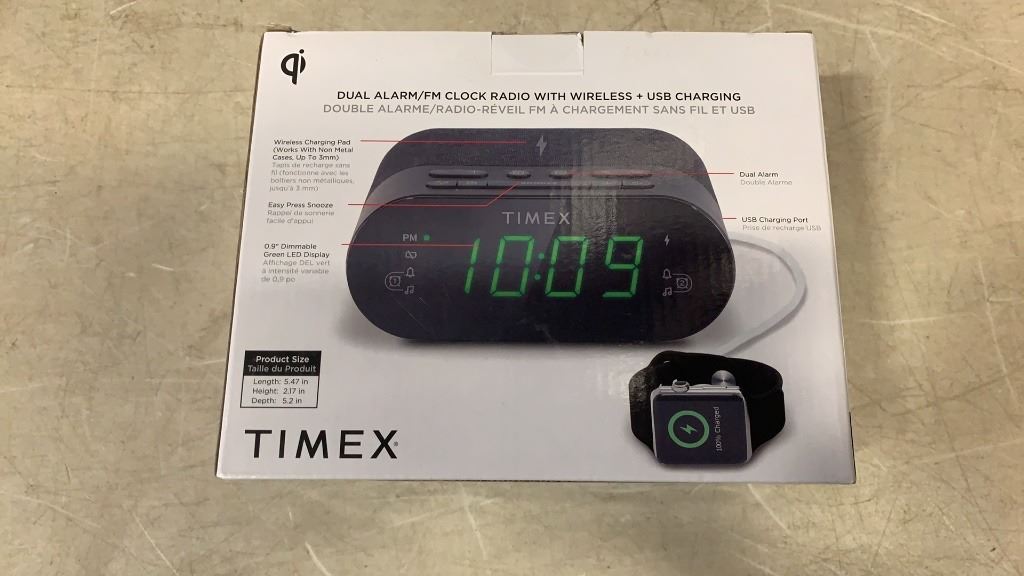 qi
DUAL ALARM/FM CLOCK RADIO WITH WIRELESS + USB CHARGING
DOUBLE ALARME/RADIO-RÉVEIL FM À CHARGEMENT SANS FIL ET USB
Wireless Charging Pad
(Works With Non Metal
Cases, Up To 3mm)
Tapis de recharge sans
fil (fonctionne avec les
boîtiers non métalliques,
jusqu'à 3 mm)
Easy Press Snooze
Rappel de sonnerie
facile d'appui
0.9" Dimmable
Green LED Display
Affichage DEL vert
à intensité variable
de 0,9 po
Dual Alarm
Double Alarme
USB Charging Port
Prise de recharge USB
TIMEX
PM
10:09
1
2
Product Size
Taille du Produit
Length: 5.47 in
Height: 2.17 in
Depth: 5.2 in
TIMEX
100% Charged